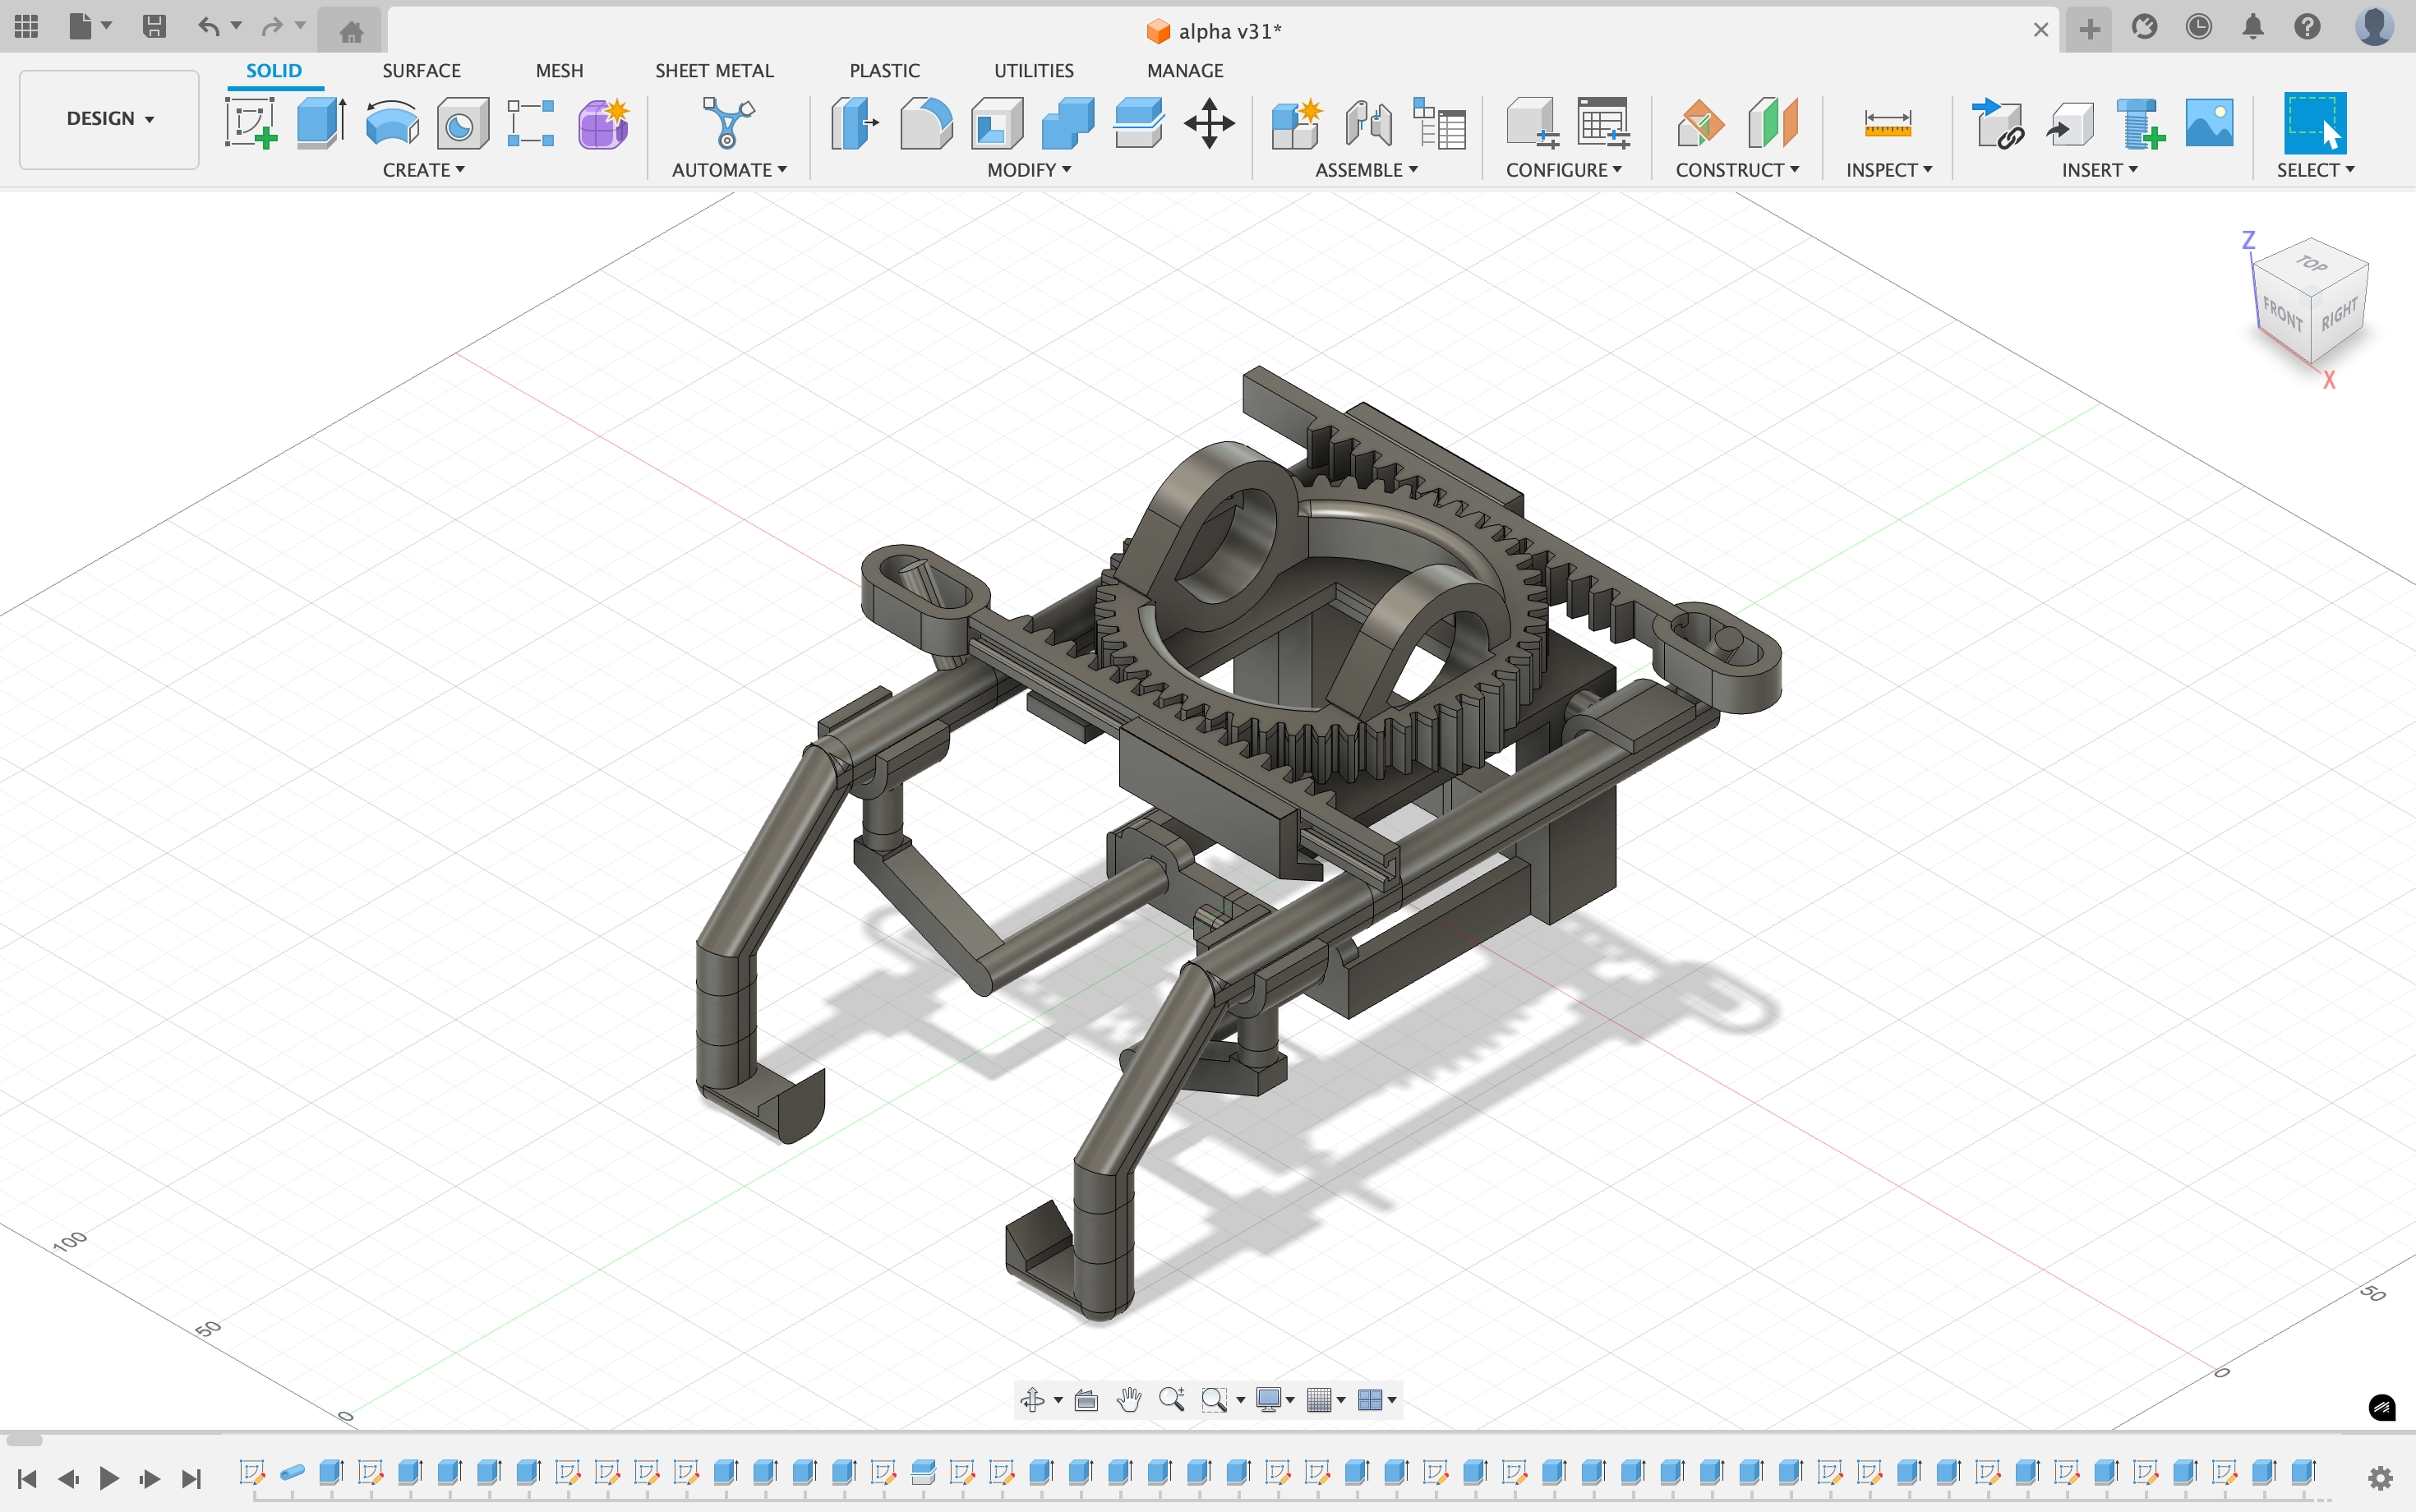 alpha v31*
SOLID SURFACE MESH SHEET METAL PLASTIC UTILITIES MANAGE
DESIGN
CREATE AUTOMATE MODIFY ASSEMBLE CONFIGURE CONSTRUCT INSPECT INSERT SELECT
Z
TOP
FRONT RIGHT
X
100
50
0
50
0